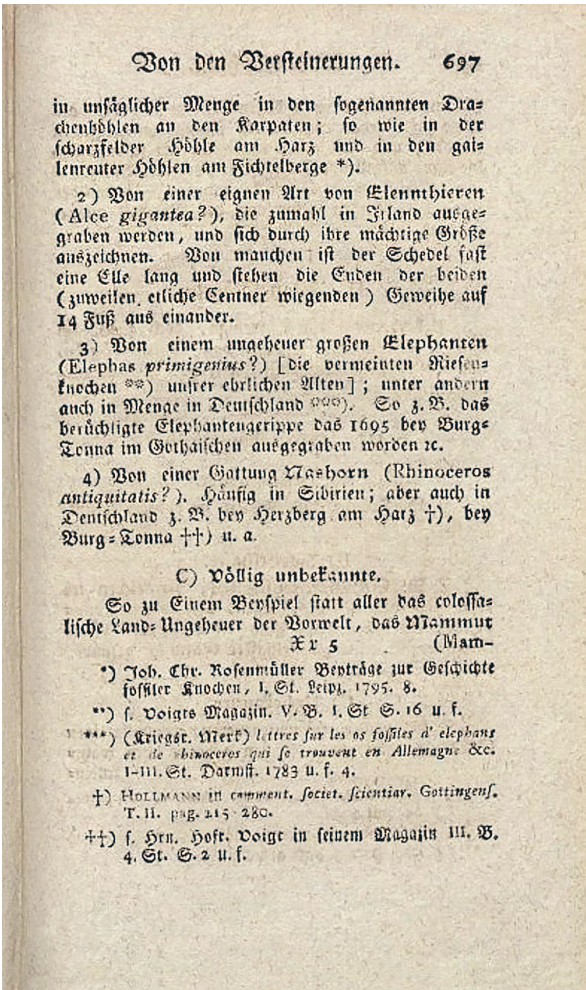 Von den Versteinerungen. 697
in unsäglicher Menge in den sogenannten Dra=
chenhöhlen an den Karpaten; so wie in der
scharzfelder Höhle am Harz und in den gai=
lenreuter Höhlen am Fichtelberge *).
2) Von einer eignen Art von Elennthieren
(Alce gigantea?), die zumahl in Irland ausge=
graben werden, und sich durch ihre mächtige Größe
auszeichnen. Von manchen ist der Schedel fast
eine Elle lang und stehen die Enden der beiden
(zuweilen etliche Centner wiegenden) Geweihe auf
14 Fuß aus einander.
3) Von einem ungeheuer großen Elephanten
(Elephas primigenius?) [die vermeinten Riesen=
knochen **) unsrer ehrlichen Alten]; unter andern
auch in Menge in Deutschland ***). So z. B. das
berüchtigte Elephantengerippe das 1695 bey Burg=
Tonna im Gothaischen ausgegraben worden ꝛc.
4) Von einer Gattung Nashorn (Rhinoceros
antiquitatis?). Häufig in Sibirien; aber auch in
Deutschland z. B. bey Herzberg am Harz †), bey
Burg=Tonna ††) u. a.
C) Völlig unbekannte.
So zu Einem Beyspiel statt aller das colossa=
lische Land=Ungeheuer der Vorwelt, das Mammut
Xx 5 (Mam-
*) Joh. Chr. Rosenmüller Beyträge zur Geschichte
fossiler Knochen, 1. St. Leipz. 1795. 8.
**) s. Voigts Magazin. V. B. 1. St S. 16 u. f.
***) (Kriegsr. Merk) lettres sur les os fossiles d' elephans
et de rhinoceros qui se trouvent en Allemagne &c.
I-III. St. Darmst. 1783 u. f. 4.
†) HOLLMANN in comment. societ. scientiar. Gottingens.
T. II. pag. 215-280.
††) s. Hrn. Hofr. Voigt in seinem Magazin III. B.
4. St. S. 2 u. f.